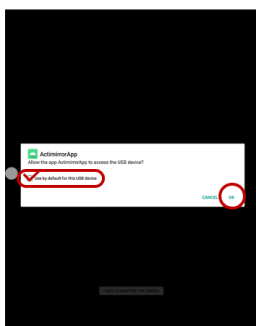 ActimirrorApp
Allow the app ActimirrorApp to access the USB device?
Use by default for this USB device
CANCEL OK